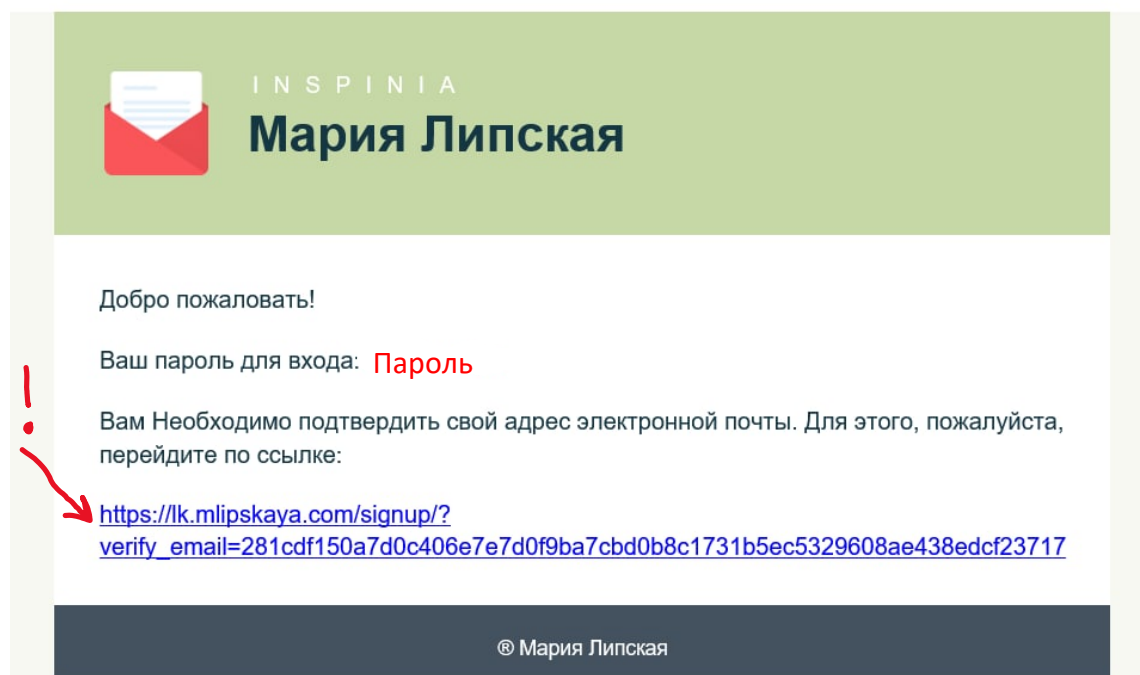 INSPINIA
Мария Липская
Добро пожаловать!
Ваш пароль для входа: Пароль
Вам Необходимо подтвердить свой адрес электронной почты. Для этого, пожалуйста,
перейдите по ссылке:
!
https://lk.mlipskaya.com/signup/?
verify_email=281cdf150a7d0c406e7e7d0f9ba7cbd0b8c1731b5ec5329608ae438edcf23717
® Мария Липская